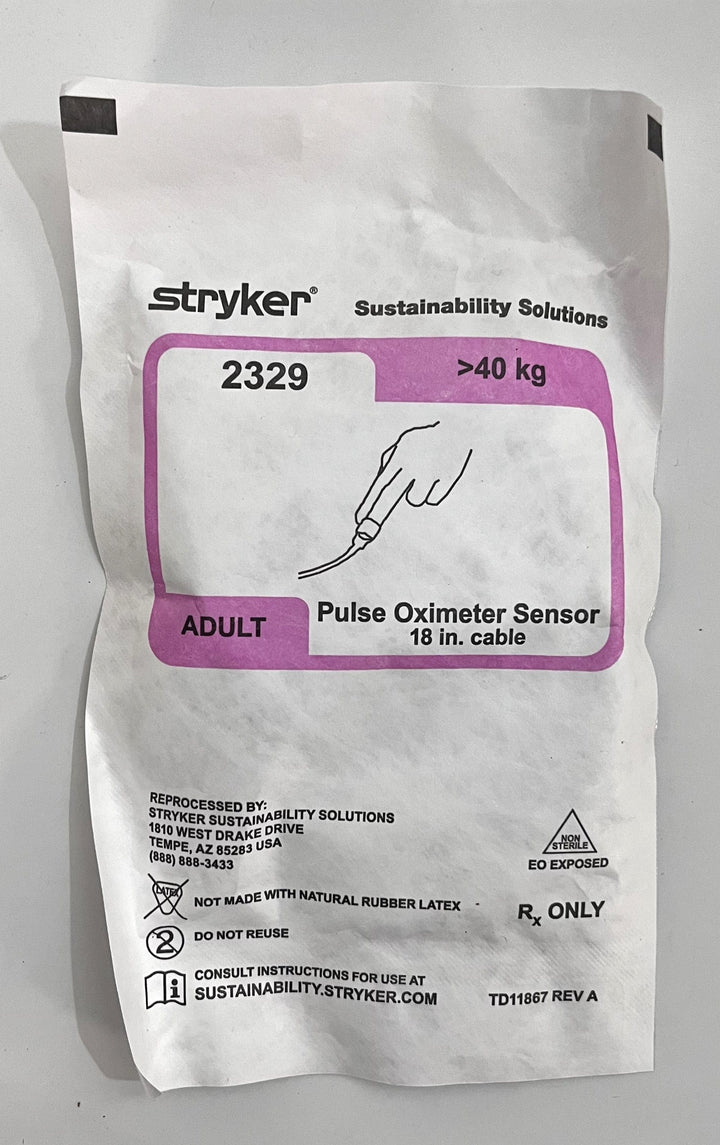 stryker® Sustainability Solutions
2329 >40 kg
ADULT
Pulse Oximeter Sensor
18 in. cable
REPROCESSED BY:
STRYKER SUSTAINABILITY SOLUTIONS
1810 WEST DRAKE DRIVE
TEMPE, AZ 85283 USA
(888) 888-3433
NON
STERILE
EO EXPOSED
LATEX
NOT MADE WITH NATURAL RUBBER LATEX
Rx ONLY
2
DO NOT REUSE
i
CONSULT INSTRUCTIONS FOR USE AT
SUSTAINABILITY.STRYKER.COM
TD11867 REV A